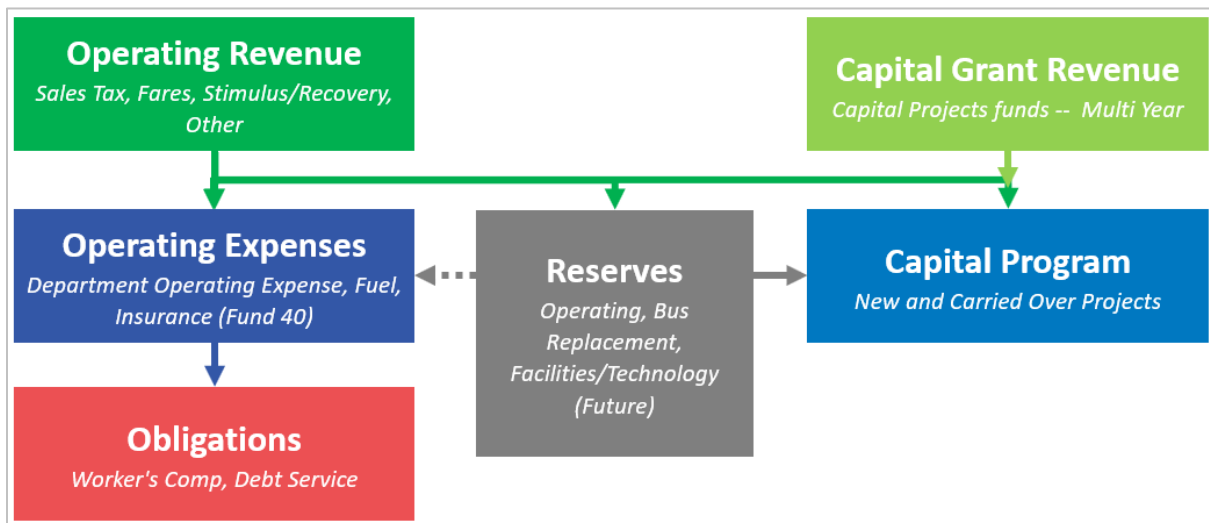 Operating Revenue
Sales Tax, Fares, Stimulus/Recovery,
Other
Capital Grant Revenue
Capital Projects funds -- Multi Year
Operating Expenses
Department Operating Expense, Fuel,
Insurance (Fund 40)
Reserves
Operating, Bus
Replacement,
Facilities/Technology
(Future)
Capital Program
New and Carried Over Projects
Obligations
Worker's Comp, Debt Service